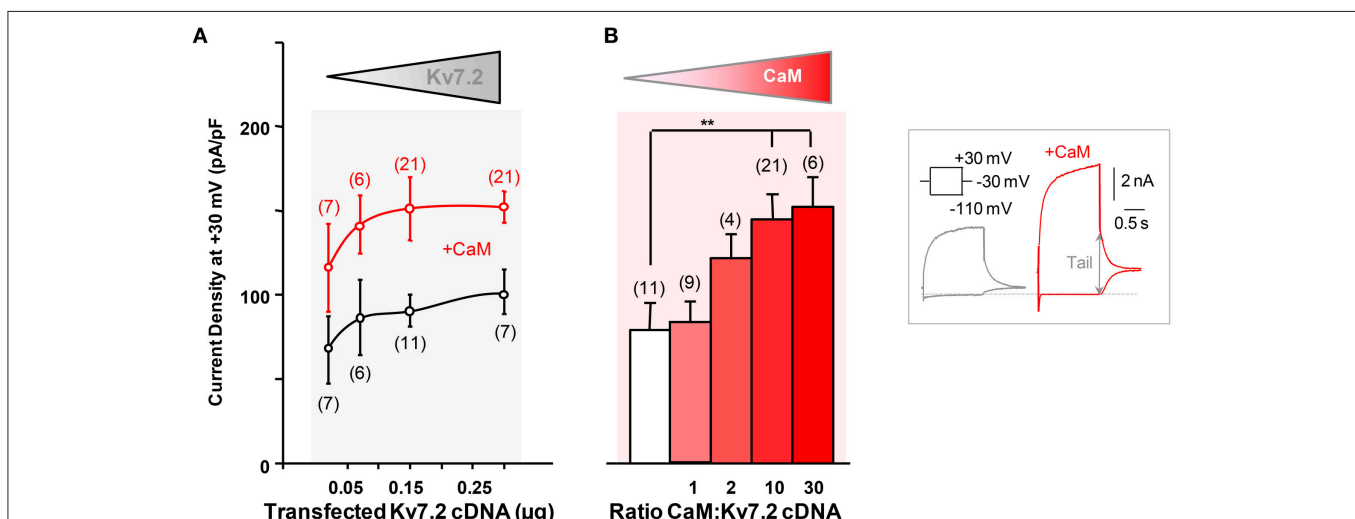 A
Kv7.2
Current Density at +30 mV (pA/pF)
200
100
0
(7)
(6)
(21)
(21)
+CaM
(7)
(6)
(11)
(7)
0.05
0.15
0.25
Transfected Kv7.2 cDNA (µg)
B
CaM
**
(11)
(9)
(4)
(21)
(6)
1
2
10
30
Ratio CaM:Kv7.2 cDNA
+30 mV
-30 mV
-110 mV
+CaM
2 nA
0.5 s
Tail